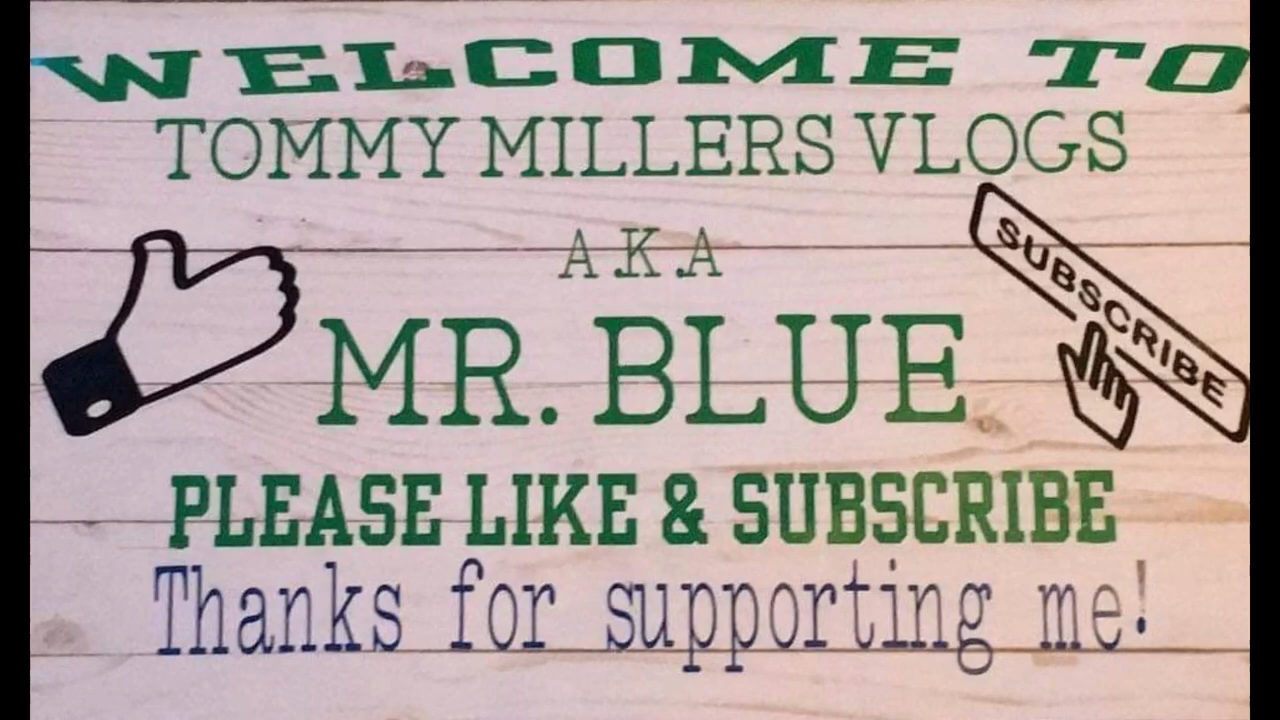 WELCOME TO
TOMMY MILLERS VLOGS
A.K.A
MR. BLUE
SUBSCRIBE
PLEASE LIKE & SUBSCRIBE
Thanks for supporting me!